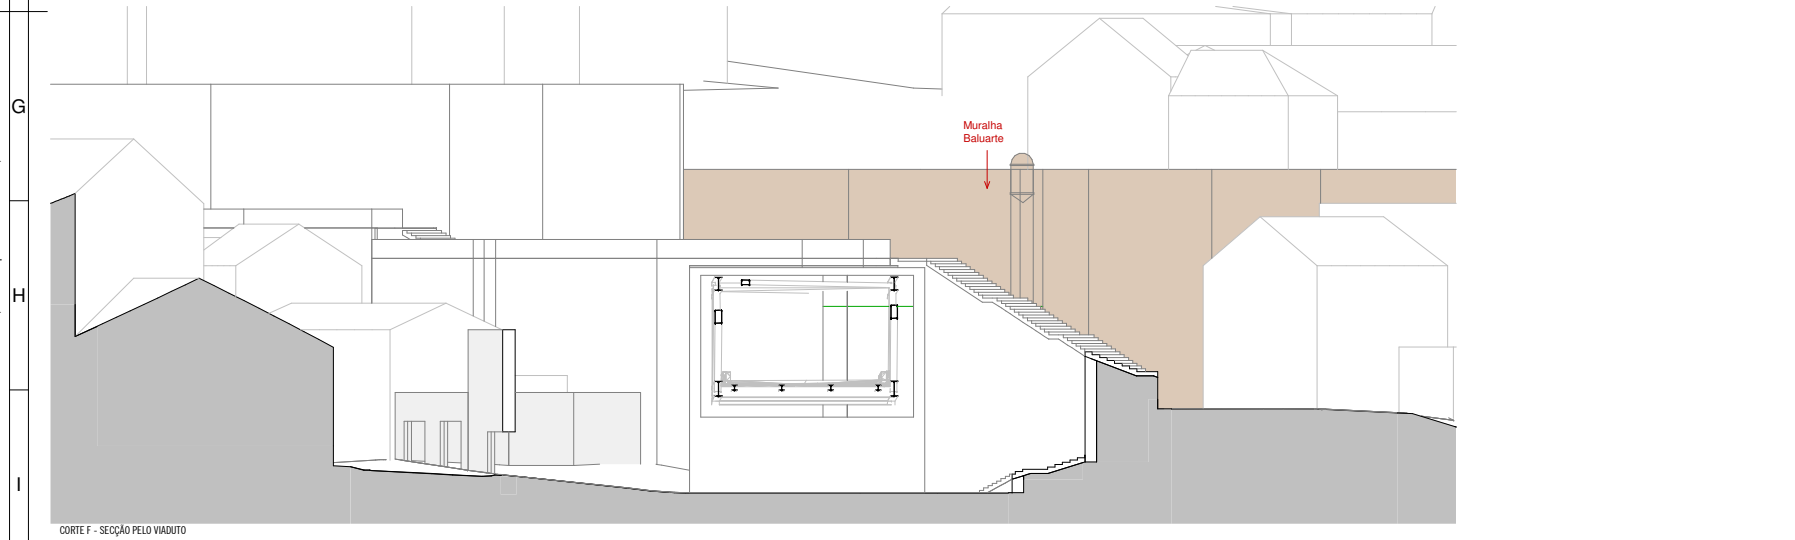 G
Muralha
Baluarte
H
I
CORTE F - SECÇÃO PELO VIADUTO